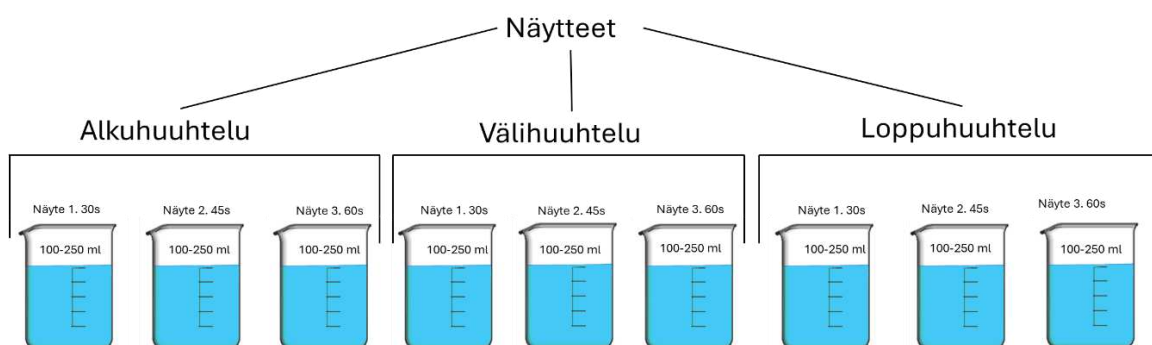 Näytteet
Alkuhuuhtelu
Välihuuhtelu
Loppuhuuhtelu
Näyte 1. 30s
Näyte 2. 45s
Näyte 3. 60s
Näyte 1. 30s
Näyte 2. 45s
Näyte 3. 60s
Näyte 1. 30s
Näyte 2. 45s
Näyte 3. 60s
100-250 ml
100-250 ml
100-250 ml
100-250 ml
100-250 ml
100-250 ml
100-250 ml
100-250 ml
100-250 ml